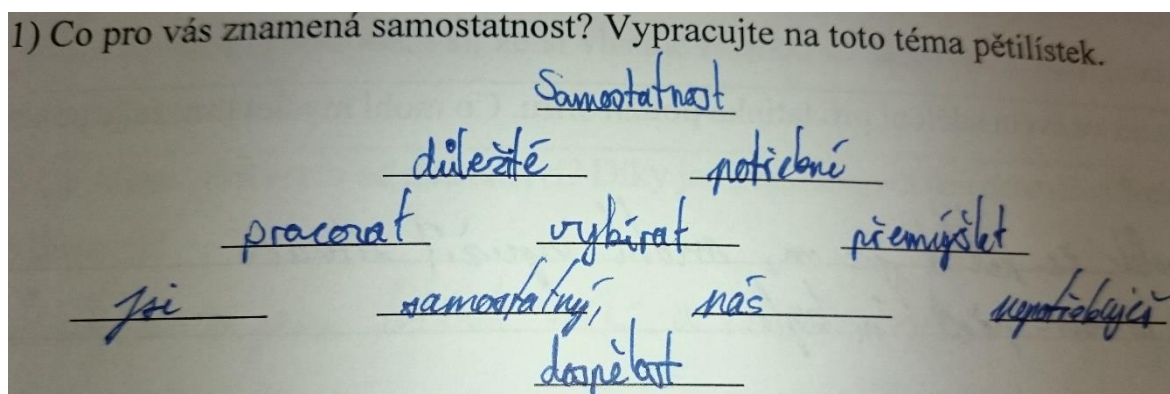 1) Co pro vás znamená samostatnost? Vypracujte na toto téma pětilístek.
Samostatnost
důležité potřebné
pracovat vybírat přemýšlet
jsi samostatný, nás nepotřebuješ
dospělost